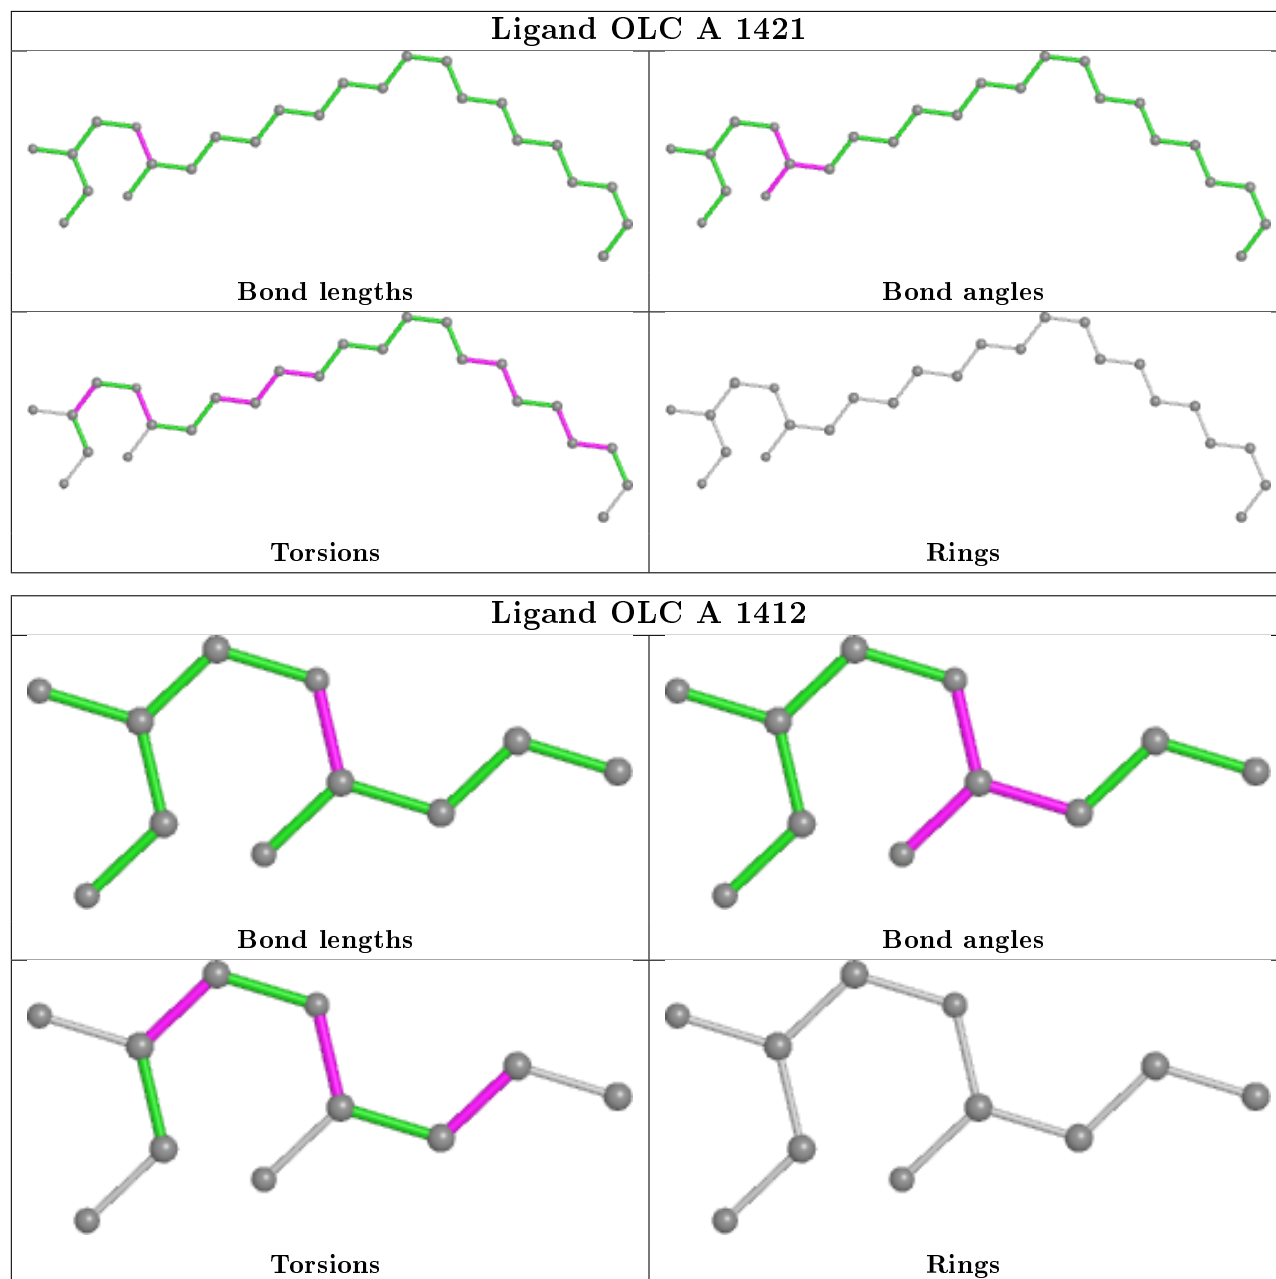 Ligand OLC A 1421
Bond lengths
Bond angles
Torsions
Rings
Ligand OLC A 1412
Bond lengths
Bond angles
Torsions
Rings